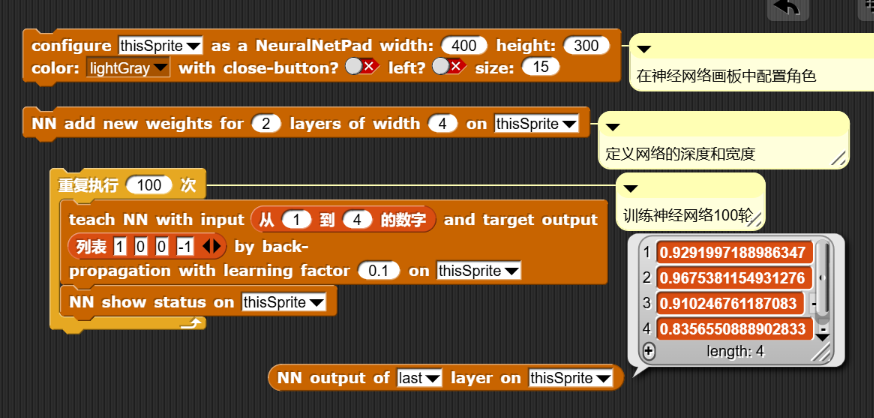 configure thisSprite as a NeuralNetPad width: 400 height: 300
color: lightGray with close-button? left? size: 15
在神经网络画板中配置角色
NN add new weights for 2 layers of width 4 on thisSprite
定义网络的深度和宽度
重复执行 100 次
训练神经网络100轮
teach NN with input 从 1 到 4 的数字 and target output
列表 1 0 0 -1 by back-
propagation with learning factor 0.1 on thisSprite
NN show status on thisSprite
1 0.9291997188986347
2 0.9675381154931276
3 0.910246761187083
4 0.8356550888902833
length: 4
NN output of last layer on thisSprite